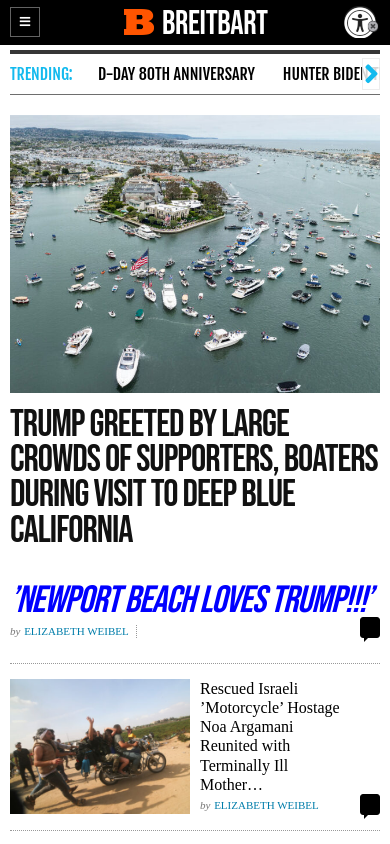 BREITBART
TRENDING:
D-DAY 80TH ANNIVERSARY
HUNTER BIDEN
TRUMP GREETED BY LARGE
CROWDS OF SUPPORTERS, BOATERS
DURING VISIT TO DEEP BLUE
CALIFORNIA
’NEWPORT BEACH LOVES TRUMP!!!’
by ELIZABETH WEIBEL
Rescued Israeli
’Motorcycle’ Hostage
Noa Argamani
Reunited with
Terminally Ill
Mother…
by ELIZABETH WEIBEL